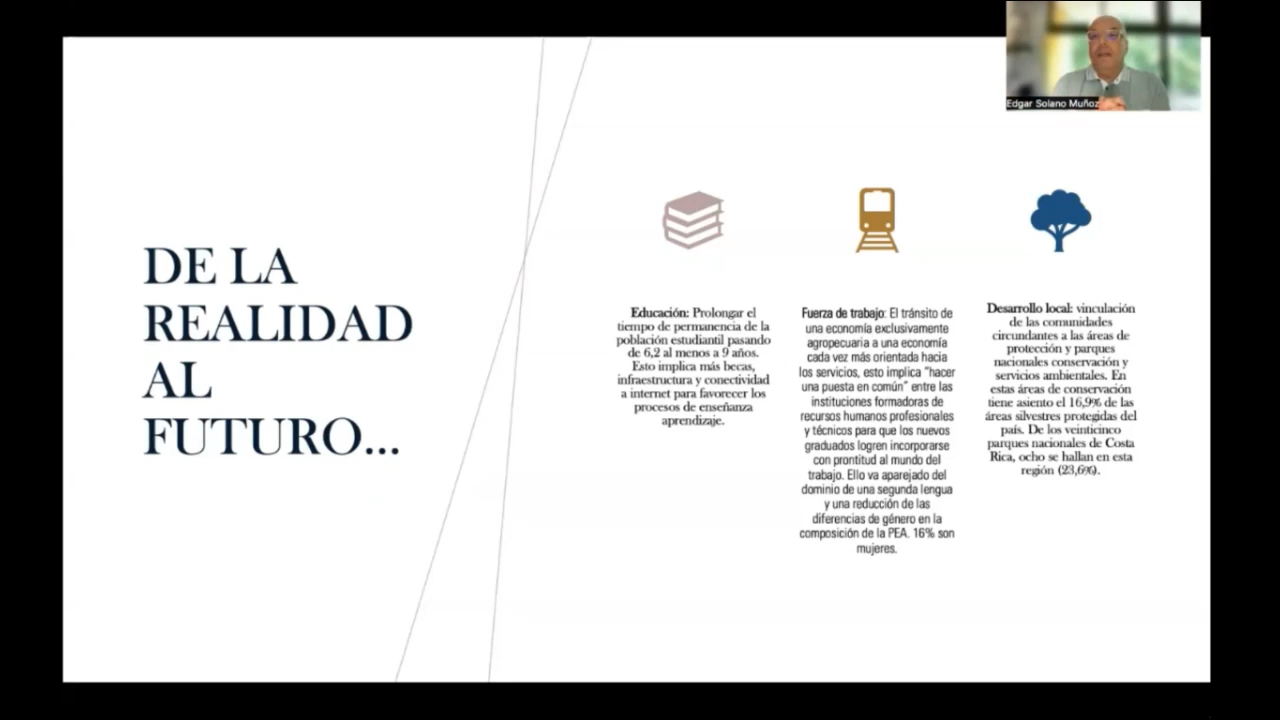 Edgar Solano Muñoz
DE LA
REALIDAD
AL
FUTURO...
Educación: Prolongar el
tiempo de permanencia de la
población estudiantil pasando
de 6,2 al menos a 9 años.
Esto implica más becas,
infraestructura y conectividad
a internet para favorecer los
procesos de enseñanza
aprendizaje.
Fuerza de trabajo: El tránsito de
una economía exclusivamente
agropecuaria a una economía
cada vez más orientada hacia
los servicios, esto implica "hacer
una puesta en común" entre las
instituciones formadoras de
recursos humanos profesionales
y técnicos para que los nuevos
graduados logren incorporarse
con prontitud al mundo del
trabajo. Ello va aparejado del
dominio de una segunda lengua
y una reducción de las
diferencias de género en la
composición de la PEA. 16% son
mujeres.
Desarrollo local: vinculación
de las comunidades
circundantes a las áreas de
protección y parques
nacionales conservación y
servicios ambientales. En
estas áreas de conservación
tiene asiento el 16,9% de las
áreas silvestres protegidas del
país. De los veinticinco
parques nacionales de Costa
Rica, ocho se hallan en esta
región (23,6%).